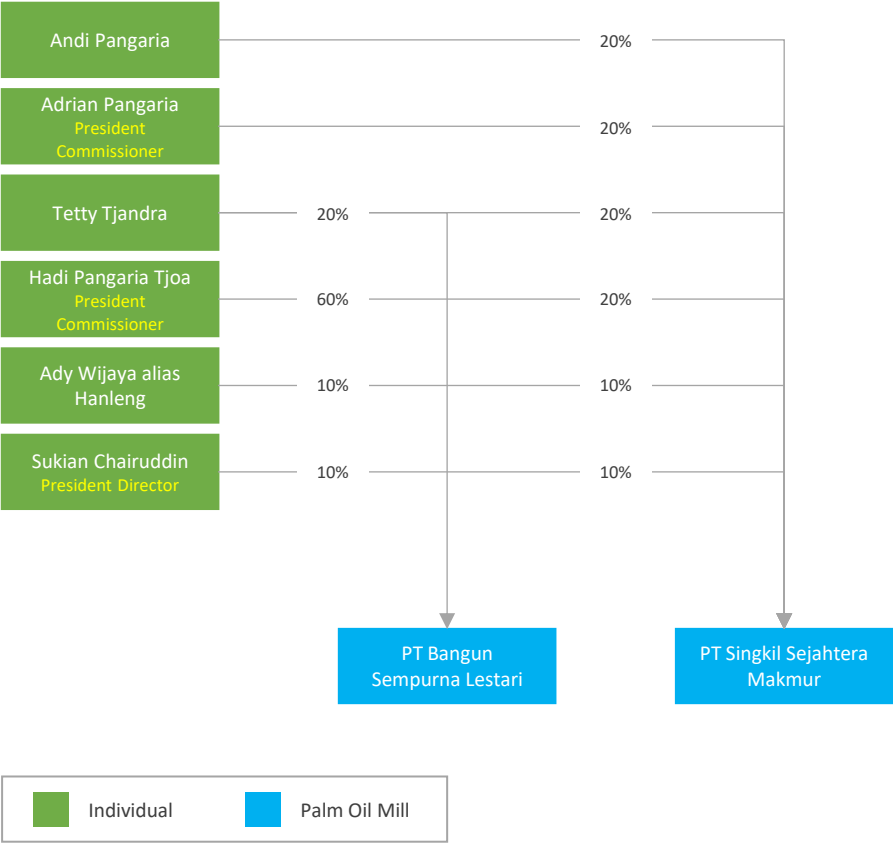 Andi Pangaria
20%
Adrian Pangaria
President
Commissioner
20%
Tetty Tjandra
20%
20%
Hadi Pangaria Tjoa
President
Commissioner
60%
20%
Ady Wijaya alias
Hanleng
10%
10%
Sukian Chairuddin
President Director
10%
10%
PT Bangun
Sempurna Lestari
PT Singkil Sejahtera
Makmur
Individual
Palm Oil Mill